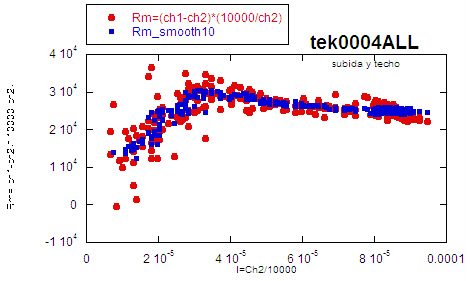 Rm=(ch1-ch2)*(10000/ch2)
Rm_smooth10
tek0004ALL
subida y techo
4 10⁴
3 10⁴
2 10⁴
1 10⁴
0
-1 10⁴
0 2 10⁻⁵ 4 10⁻⁵ 6 10⁻⁵ 8 10⁻⁵ 0.0001
I=Ch2/10000